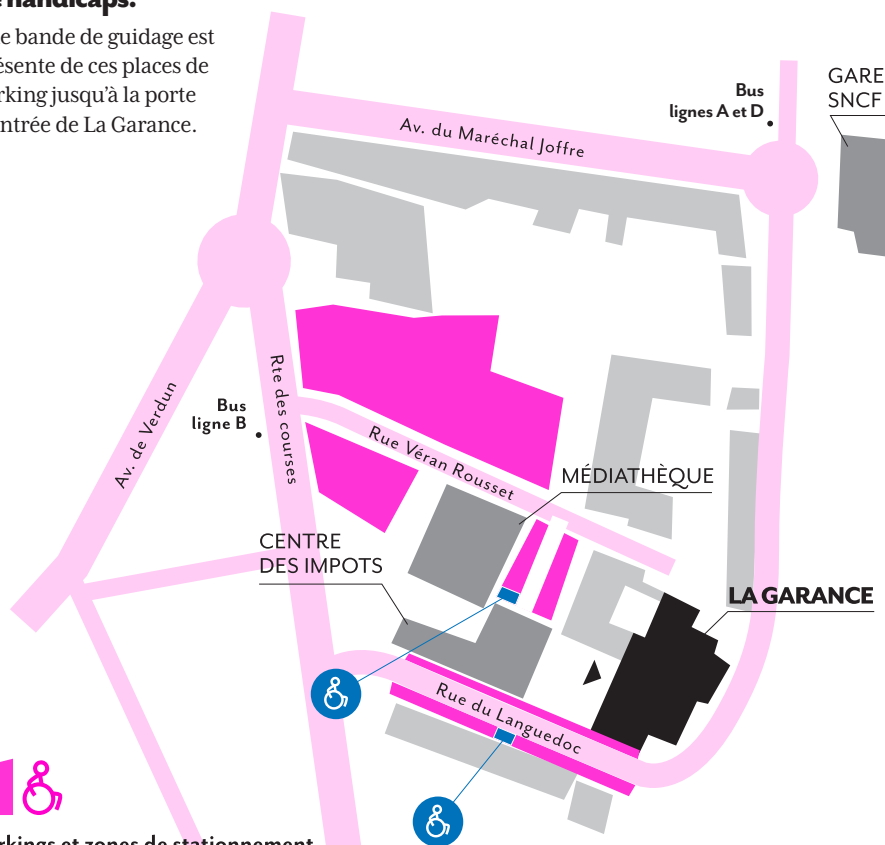 handicaps.
e bande de guidage est
ésente de ces places de
rking jusqu'à la porte
ntrée de La Garance.
Bus
lignes A et D
GARE
SNCF
Av. du Maréchal Joffre
Rte des courses
Av. de Verdun
Bus
ligne B
Rue Véran Rousset
MÉDIATHÈQUE
CENTRE
DES IMPOTS
LA GARANCE
Rue du Languedoc
rkings et zones de stationnement